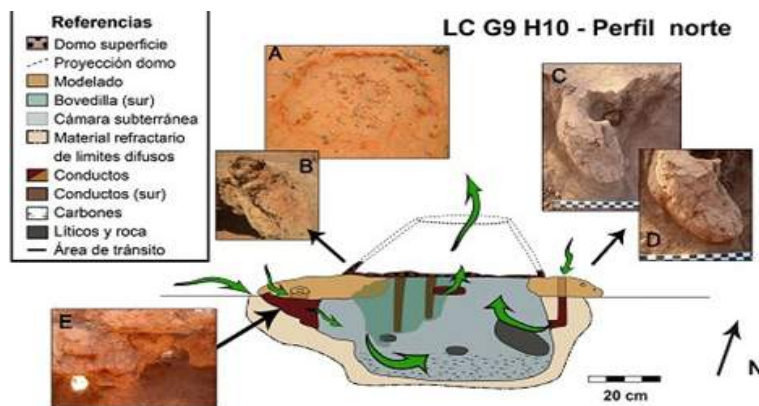 Referencias
Domo superficie
Proyección domo
Modelado
Bovedilla (sur)
Cámara subterránea
Material refractario
de limites difusos
Conductos
Conductos (sur)
Carbones
Líticos y roca
Área de tránsito
LC G9 H10 - Perfil norte
A
B
C
D
E
20 cm
N